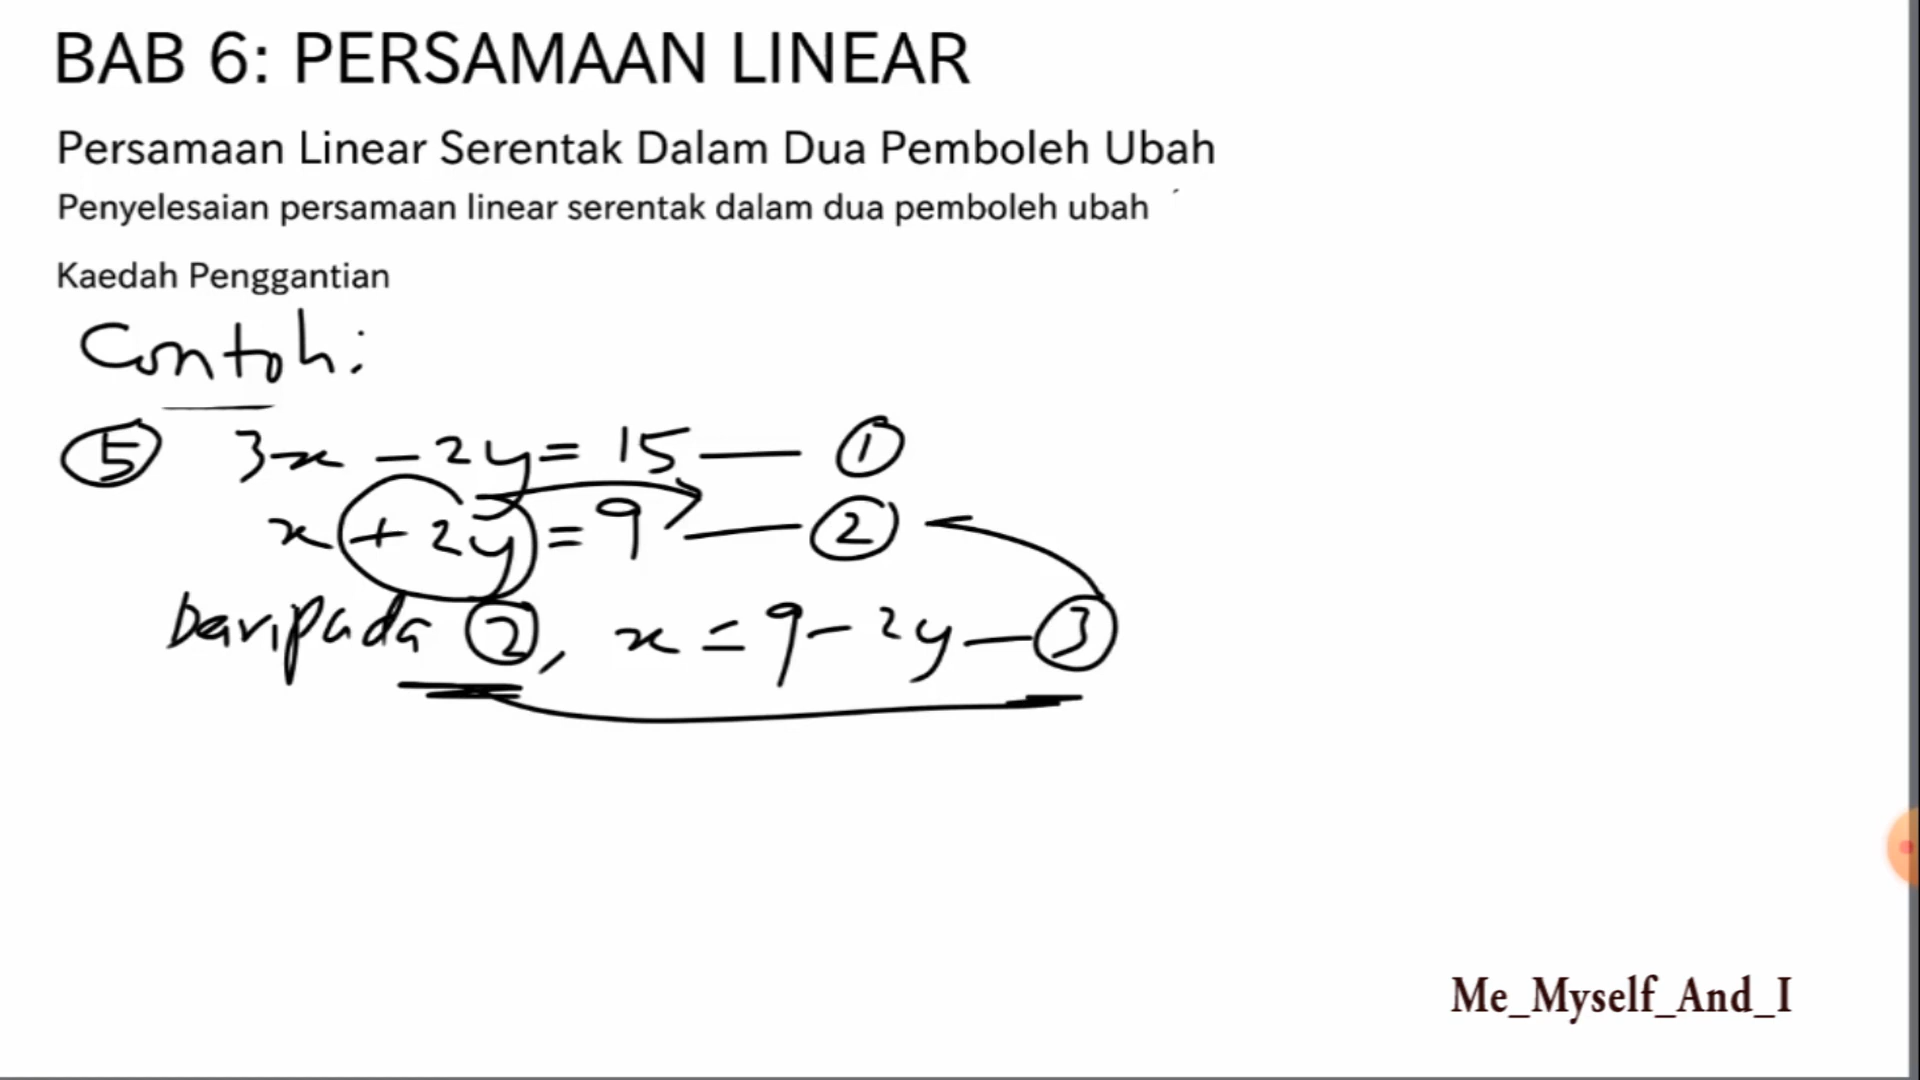 BAB 6: PERSAMAAN LINEAR
Persamaan Linear Serentak Dalam Dua Pemboleh Ubah
Penyelesaian persamaan linear serentak dalam dua pemboleh ubah
Kaedah Penggantian
Contoh:
⑤ 3x - 2y = 15 — ①
x + 2y = 9 — ②
Daripada ②, x = 9 - 2y — ③
Me_Myself_And_I